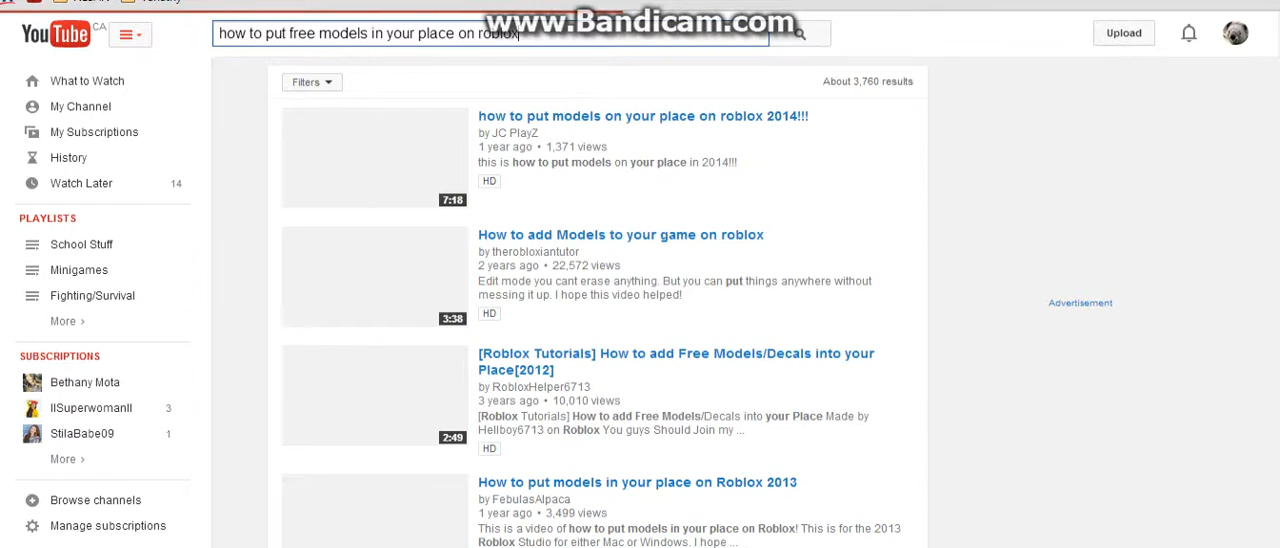 www.Bandicam.com
YouTube CA
how to put free models in your place on roblox
Upload
What to Watch
My Channel
My Subscriptions
History
Watch Later 14
PLAYLISTS
School Stuff
Minigames
Fighting/Survival
More ›
SUBSCRIPTIONS
Bethany Mota
IISuperwomanII 3
StilaBabe09 1
More ›
Browse channels
Manage subscriptions
Filters
About 3,760 results
how to put models on your place on roblox 2014!!!
by JC PlayZ
1 year ago • 1,371 views
this is how to put models on your place in 2014!!!
HD
7:18
How to add Models to your game on roblox
by therobloxiantutor
2 years ago • 22,572 views
Edit mode you cant erase anything. But you can put things anywhere without
messing it up. I hope this video helped!
HD
3:38
[Roblox Tutorials] How to add Free Models/Decals into your
Place[2012]
by RobloxHelper6713
3 years ago • 10,010 views
[Roblox Tutorials] How to add Free Models/Decals into your Place Made by
Hellboy6713 on Roblox You guys Should Join my ...
HD
2:49
How to put models in your place on Roblox 2013
by FebulasAlpaca
1 year ago • 3,499 views
This is a video of how to put models in your place on Roblox! This is for the 2013
Roblox Studio for either Mac or Windows. I hope ...
Advertisement